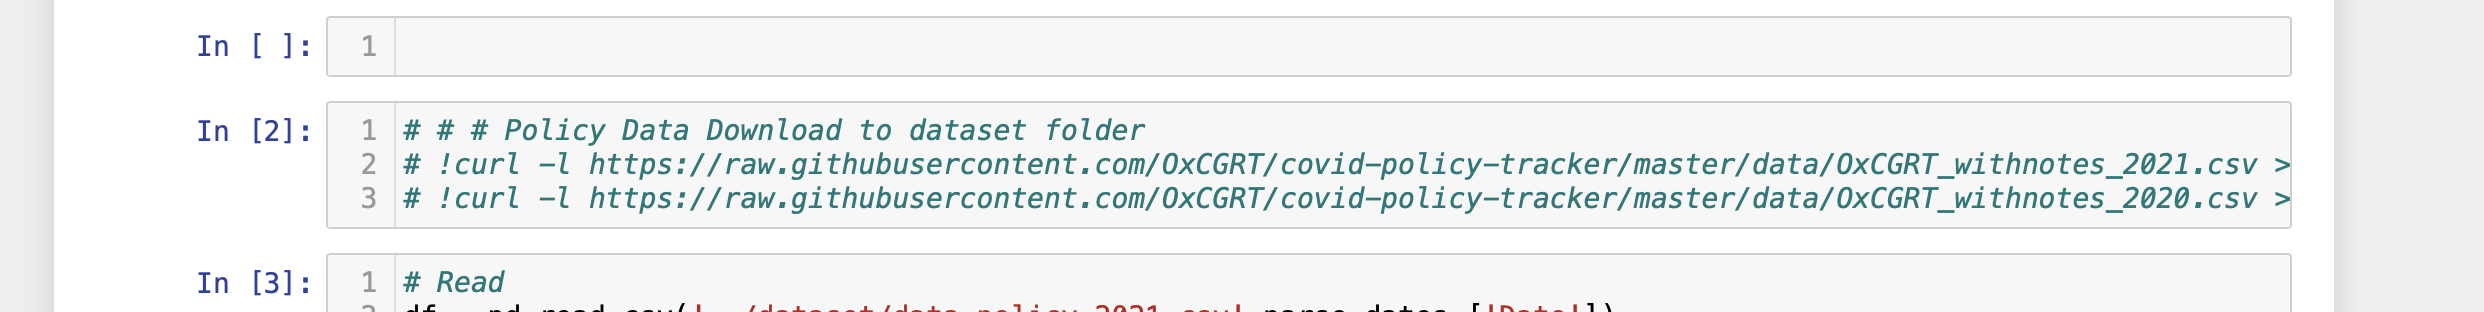 In [ ]: 1
In [2]: 1 # # # Policy Data Download to dataset folder
2 # !curl -l https://raw.githubusercontent.com/OxCGRT/covid-policy-tracker/master/data/OxCGRT_withnotes_2021.csv >
3 # !curl -l https://raw.githubusercontent.com/OxCGRT/covid-policy-tracker/master/data/OxCGRT_withnotes_2020.csv >
In [3]: 1 # Read